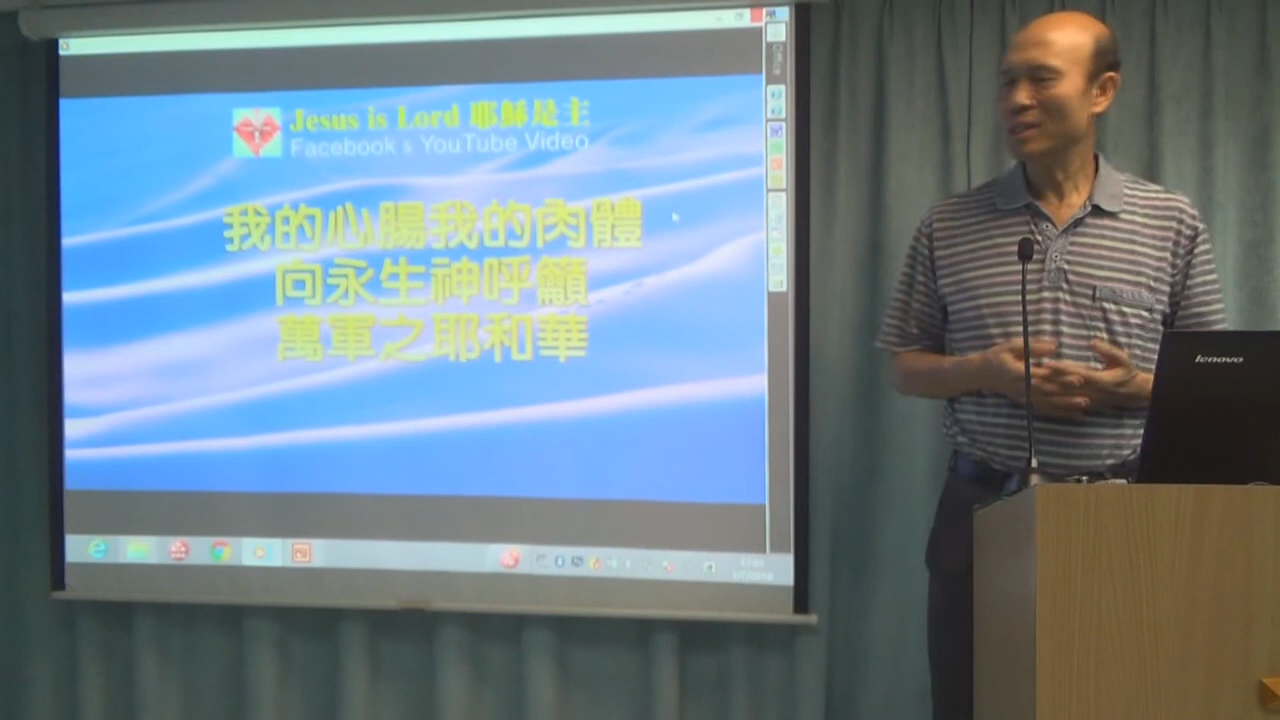 Office
Jesus is Lord 耶穌是主
Facebook & YouTube Video
我的心腸我的肉體
向永生神呼籲
萬軍之耶和華
lenovo